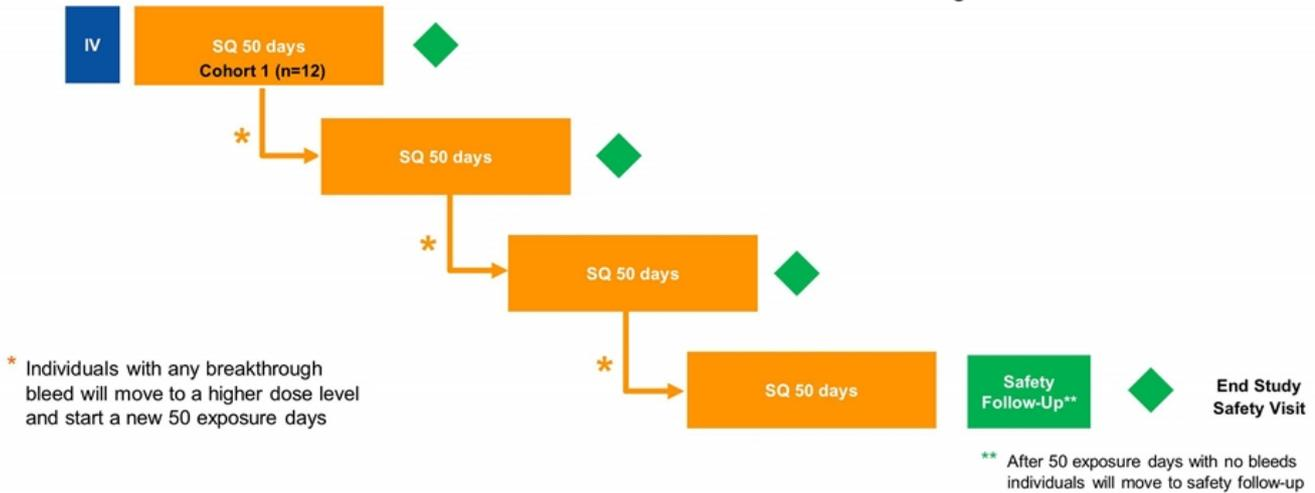 IV
SQ 50 days
Cohort 1 (n=12)
*
SQ 50 days
*
SQ 50 days
*
SQ 50 days
Safety
Follow-Up**
End Study
Safety Visit
* Individuals with any breakthrough
bleed will move to a higher dose level
and start a new 50 exposure days
** After 50 exposure days with no bleeds
individuals will move to safety follow-up